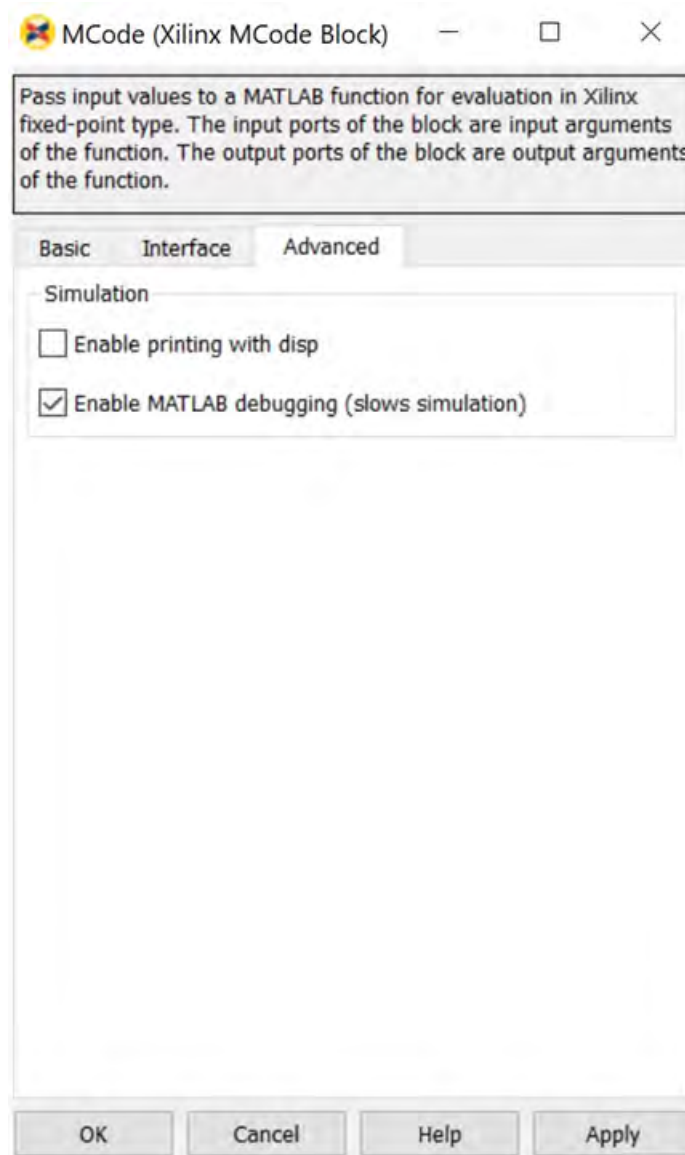 MCode (Xilinx MCode Block)
Pass input values to a MATLAB function for evaluation in Xilinx
fixed-point type. The input ports of the block are input arguments
of the function. The output ports of the block are output arguments
of the function.
Basic Interface Advanced
Simulation
Enable printing with disp
Enable MATLAB debugging (slows simulation)
OK Cancel Help Apply